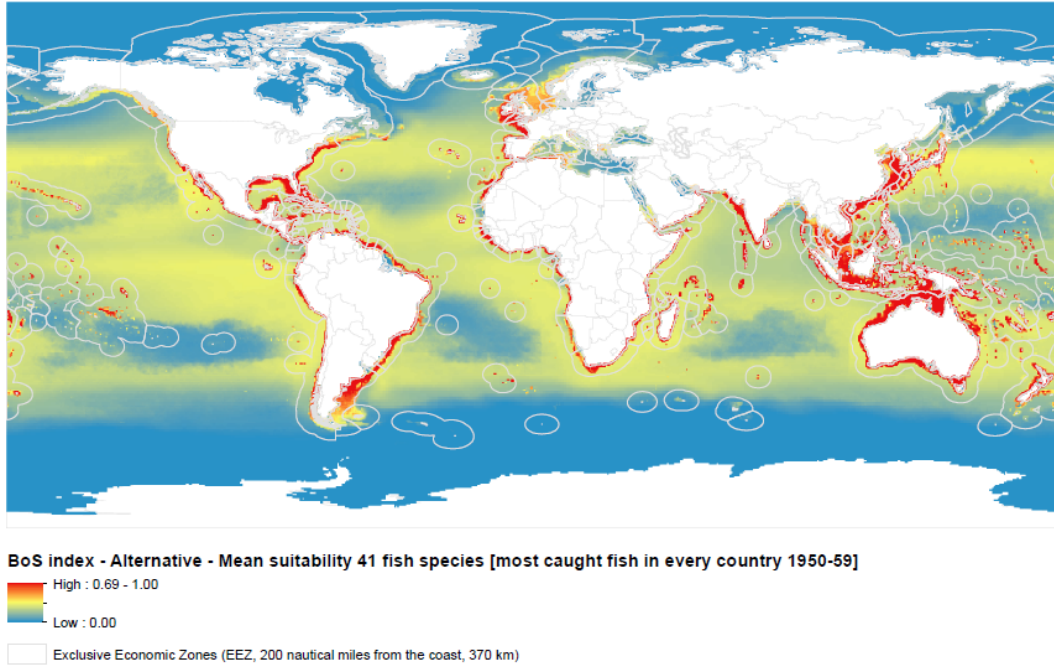 BoS index - Alternative - Mean suitability 41 fish species [most caught fish in every country 1950-59]
High : 0.69 - 1.00
Low : 0.00
Exclusive Economic Zones (EEZ, 200 nautical miles from the coast, 370 km)